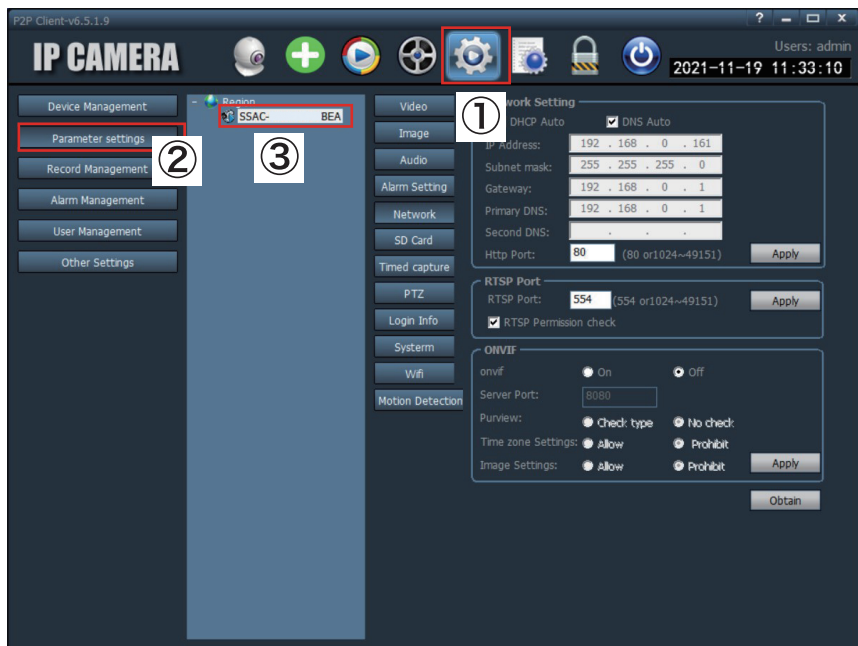 P2P Client-v6.5.1.9
IP CAMERA
Users: admin
2021-11-19 11:33:10
①
②
③
Device Management
Parameter settings
Record Management
Alarm Management
User Management
Other Settings
Region
SSAC- BEA
Video
Image
Audio
Alarm Setting
Network
SD Card
Timed capture
PTZ
Login Info
Systerm
Wifi
Motion Detection
work Setting
DHCP Auto DNS Auto
IP Address: 192 . 168 . 0 . 161
Subnet mask: 255 . 255 . 255 . 0
Gateway: 192 . 168 . 0 . 1
Primary DNS: 192 . 168 . 0 . 1
Second DNS: . . .
Http Port: 80 (80 or1024~49151) Apply
RTSP Port
RTSP Port: 554 (554 or1024~49151) Apply
RTSP Permission check
ONVIF
onvif On Off
Server Port: 8080
Purview: Check type No check
Time zone Settings: Allow Prohibit
Image Settings: Allow Prohibit Apply
Obtain